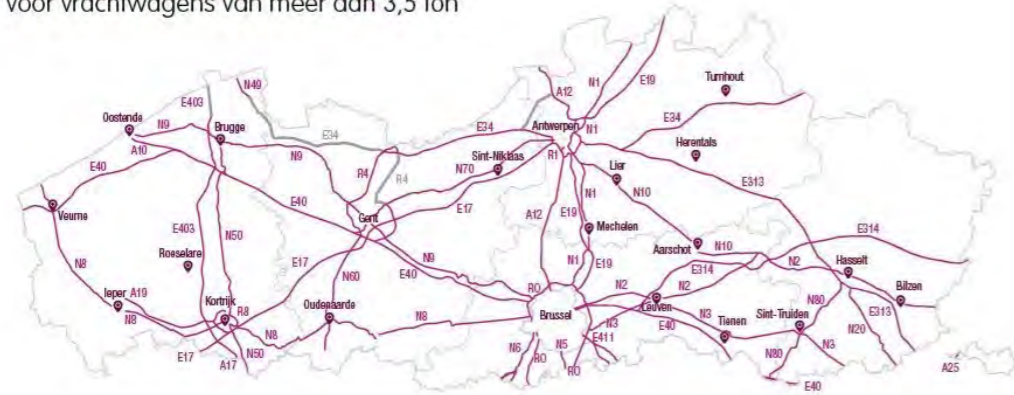 voor vrachtwagens van meer dan 3,5 ton
N49
A12
N1
E19
Turnhout
E403
Oostende
N9
Brugge
E34
E34
Antwerpen
N1
E34
A10
N9
Sint-Niklaas
Herentals
E40
R4
R4
N70
R1
Lier
E313
E40
Gent
E17
N1
N10
Veurne
E403
N50
A12
E19
Mechelen
E314
Roeselare
Aarschot
N10
N8
E17
N60
N9
N1
E19
E314
N2
Hasselt
E40
RO
N2
N2
Bilzen
Ieper
A19
Kortrijk
R8
Oudenaarde
N8
Brussel
Leuven
N3
Tienen
Sint-Truiden
N80
E313
N8
N8
N3
E40
N20
E17
A17
N50
N6
RO
N5
RO
E411
N80
N3
E40
A25